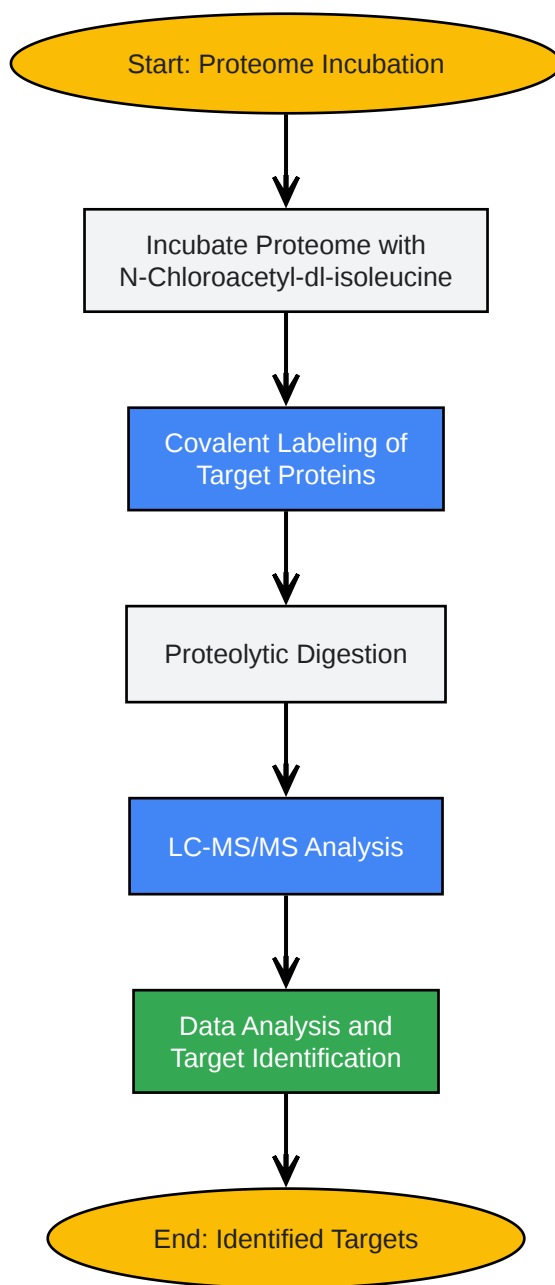 Start: Proteome Incubation
Incubate Proteome with
N-Chloroacetyl-dl-isoleucine
Covalent Labeling of
Target Proteins
Proteolytic Digestion
LC-MS/MS Analysis
Data Analysis and
Target Identification
End: Identified Targets